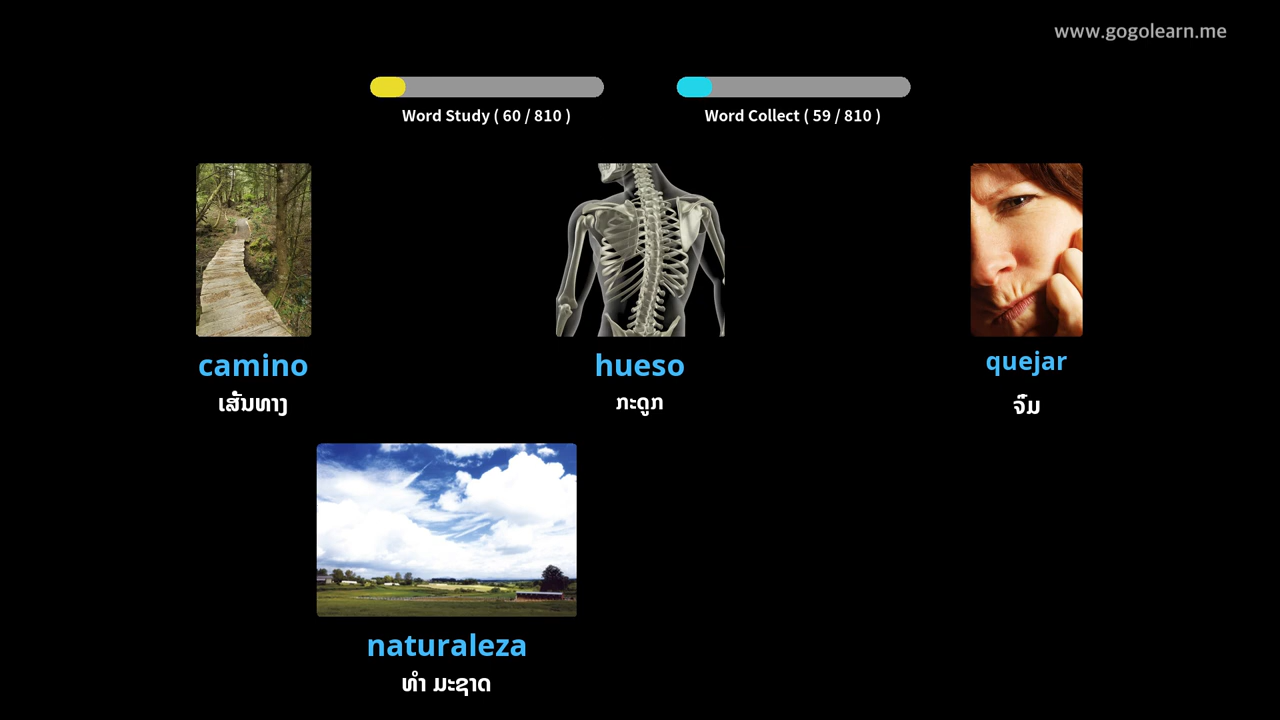 www.gogolearn.me
Word Study ( 60 / 810 )
Word Collect ( 59 / 810 )
camino
ເສັ້ນທາງ
hueso
ກະດູກ
quejar
ຈົ່ມ
naturaleza
ທຳ ມະຊາດ